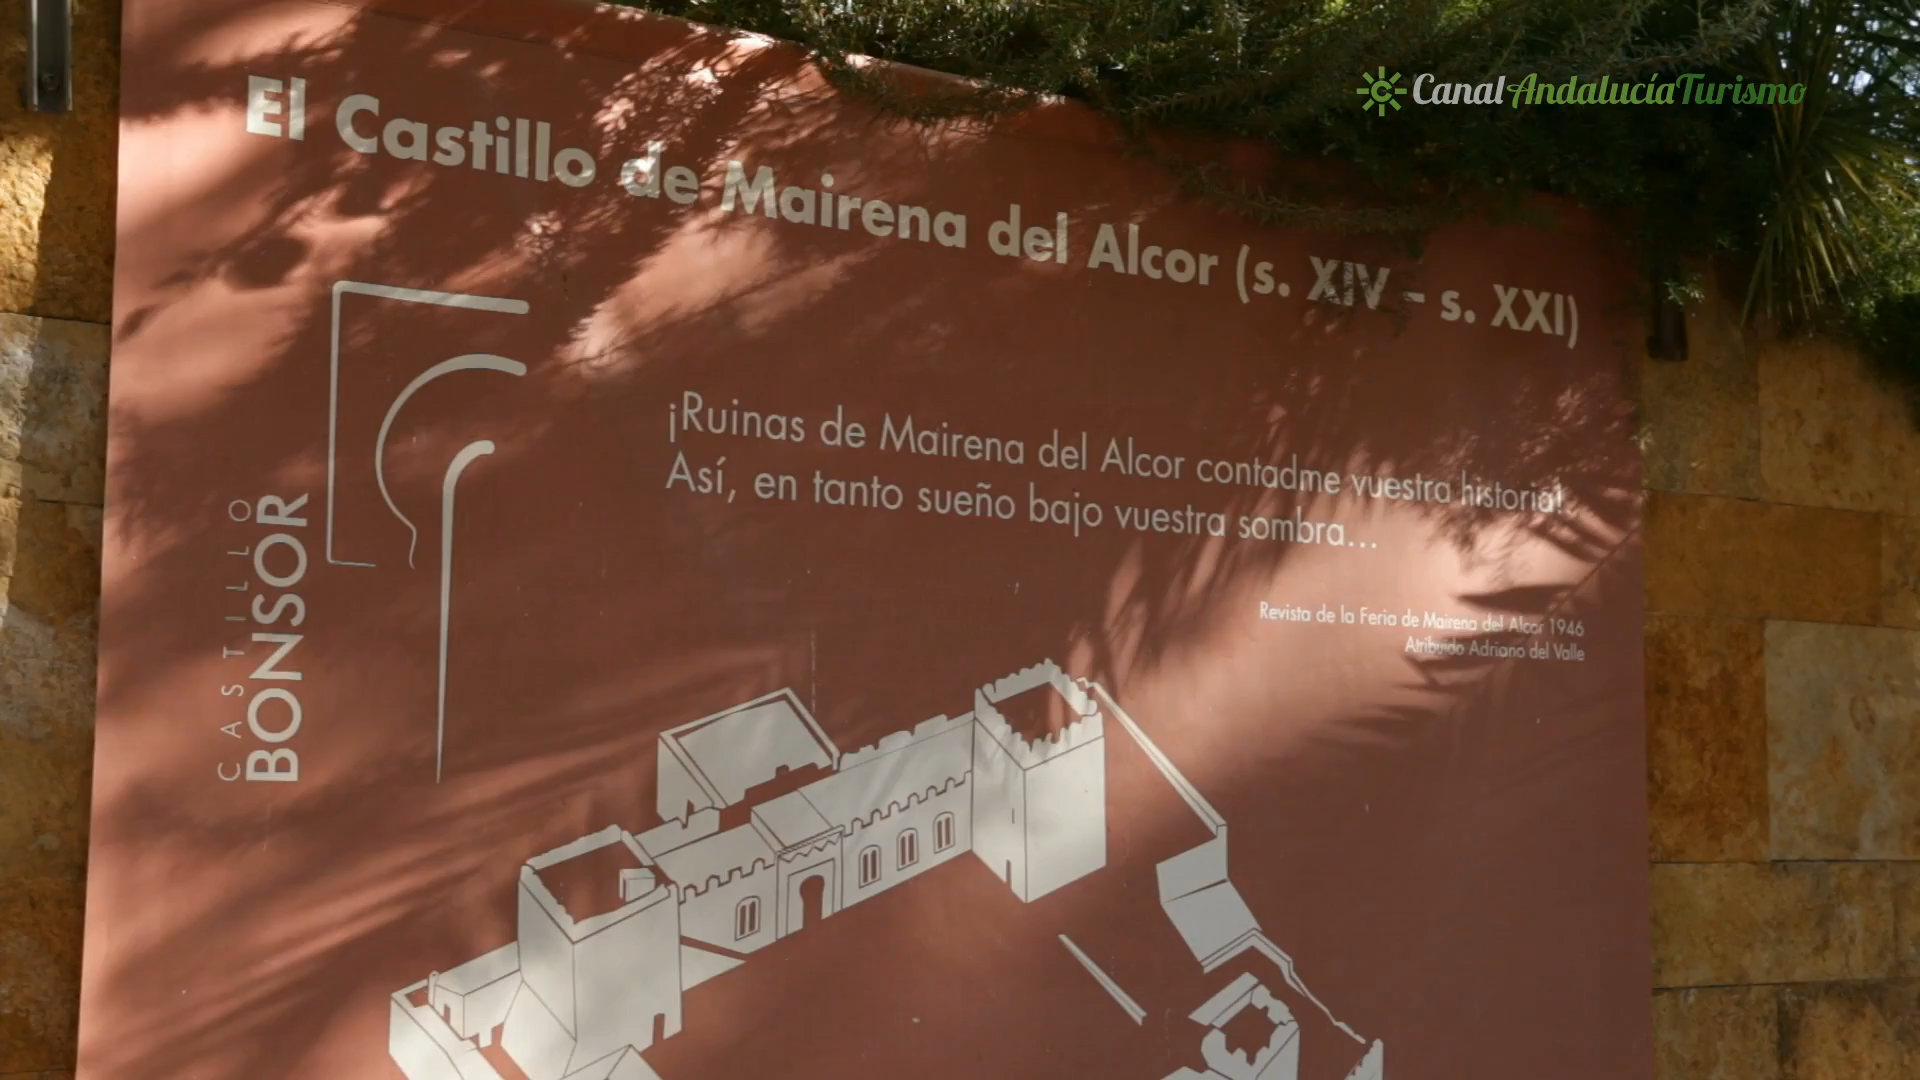 Canal AndalucíaTurismo
El Castillo de Mairena del Alcor (s. XIV - s. XXI)
¡Ruinas de Mairena del Alcor contadme vuestra historia!
Así, en tanto sueño bajo vuestra sombra...
Revista de la Feria de Mairena del Alcor 1946
Atribuido Adriano del Valle
CASTILLO
BONSOR